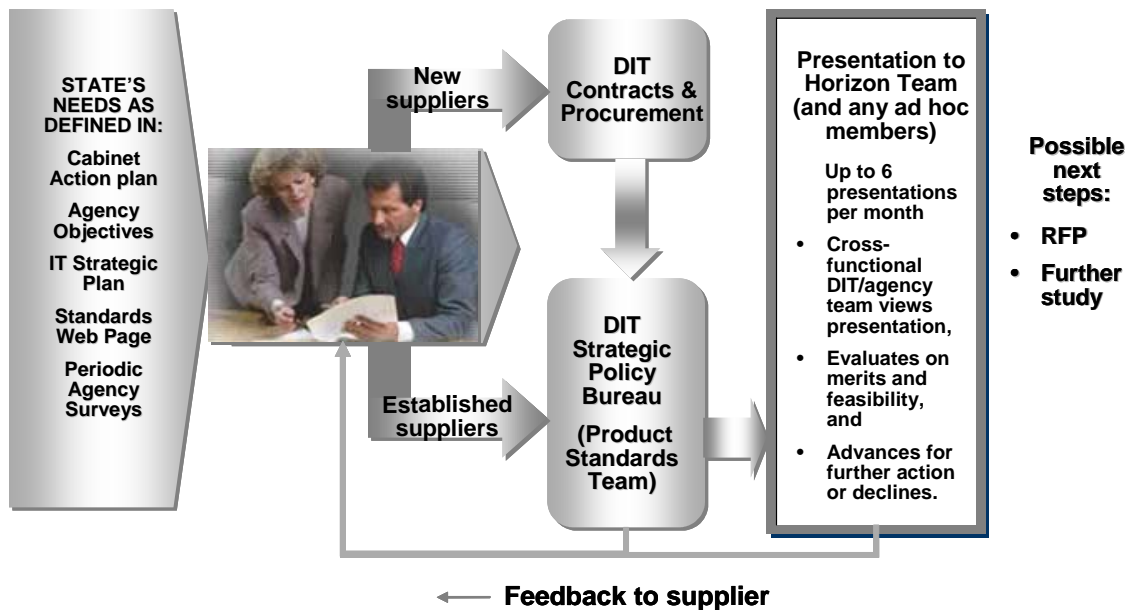 STATE'S
NEEDS AS
DEFINED IN:
Cabinet
Action plan
Agency
Objectives
IT Strategic
Plan
Standards
Web Page
Periodic
Agency
Surveys
New
suppliers
Established
suppliers
DIT
Contracts &
Procurement
DIT
Strategic
Policy
Bureau
(Product
Standards
Team)
Presentation to
Horizon Team
(and any ad hoc
members)
Up to 6
presentations
per month
• Cross-
functional
DIT/agency
team views
presentation,
• Evaluates on
merits and
feasibility,
and
• Advances for
further action
or declines.
Possible
next
steps:
• RFP
• Further
study
Feedback to supplier